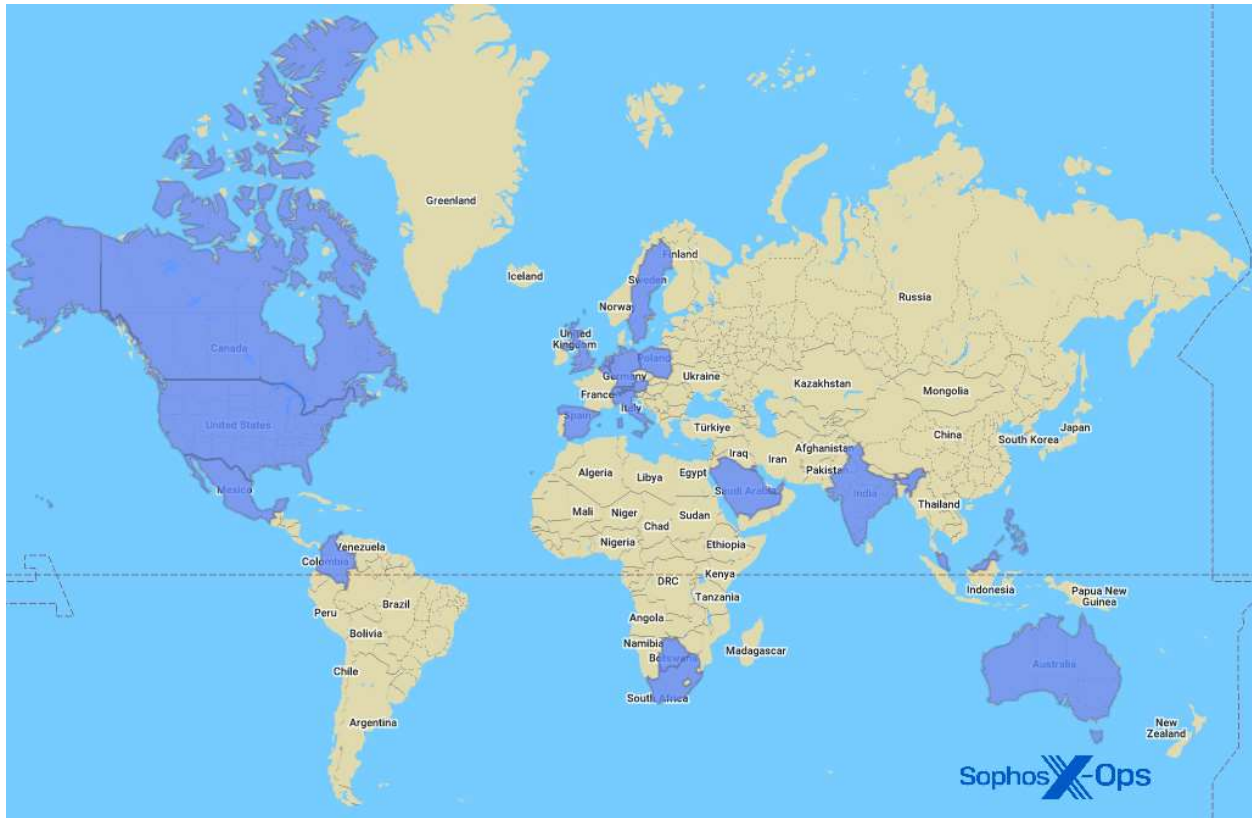 Greenland
Iceland
Finland
Sweden
Norway
Russia
United
Kingdom
Canada
Poland
Germany
Ukraine
France
Kazakhstan
Mongolia
Italy
Spain
United States
Türkiye
Japan
China
South Korea
Afghanistan
Iraq
Iran
Algeria
Libya
Egypt
Pakistan
Mexico
Saudi Arabia
India
Thailand
Mali
Niger
Sudan
Chad
Nigeria
Ethiopia
Venezuela
Colombia
Kenya
DRC
Indonesia
Papua New
Guinea
Tanzania
Brazil
Peru
Angola
Bolivia
Namibia
Madagascar
Botswana
Australia
Chile
South Africa
Argentina
New
Zealand
Sophos X-Ops